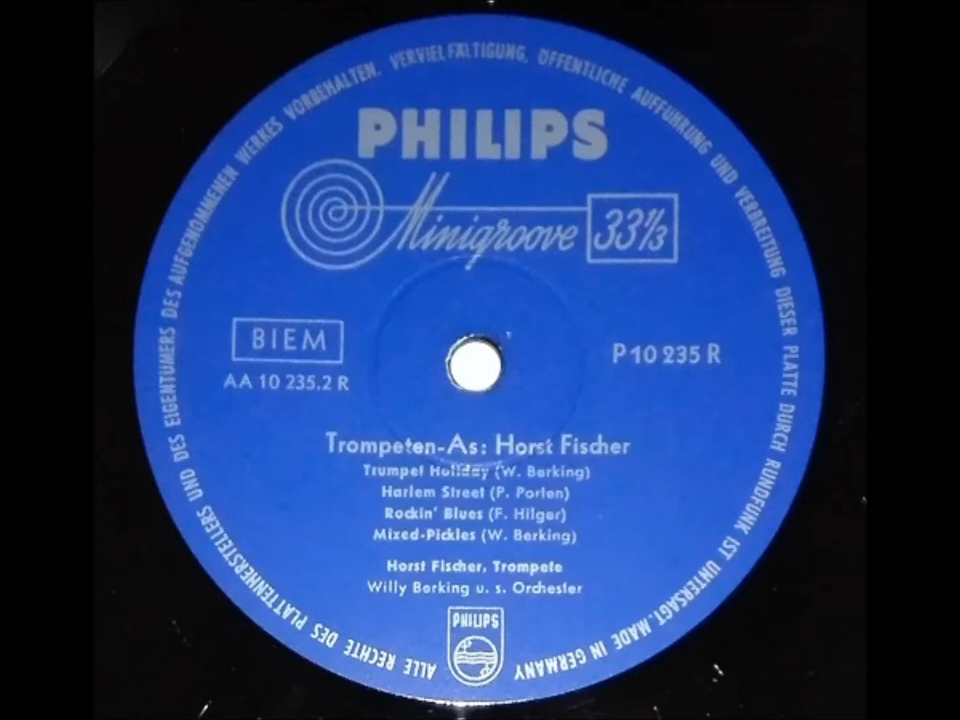 ALLE RECHTE DES PLATTENHERSTELLERS UND DES EIGENTUMERS DES AUFGENOMMENEN WERKES VORBEHALTEN. VERVIELFÄLTIGUNG, ÖFFENTLICHE AUFFÜHRUNG UND VERBREITUNG DIESER PLATTE DURCH RUNDFUNK IST UNTERSAGT. MADE IN GERMANY
PHILIPS
Minigroove 33⅓
BIEM
AA 10 235.2 R
P 10 235 R
Trompeten-As: Horst Fischer
Trumpet Holiday (W. Berking)
Harlem Street (P. Porten)
Rockin' Blues (F. Hilger)
Mixed-Pickles (W. Berking)
Horst Fischer, Trompete
Willy Berking u. s. Orchester
PHILIPS